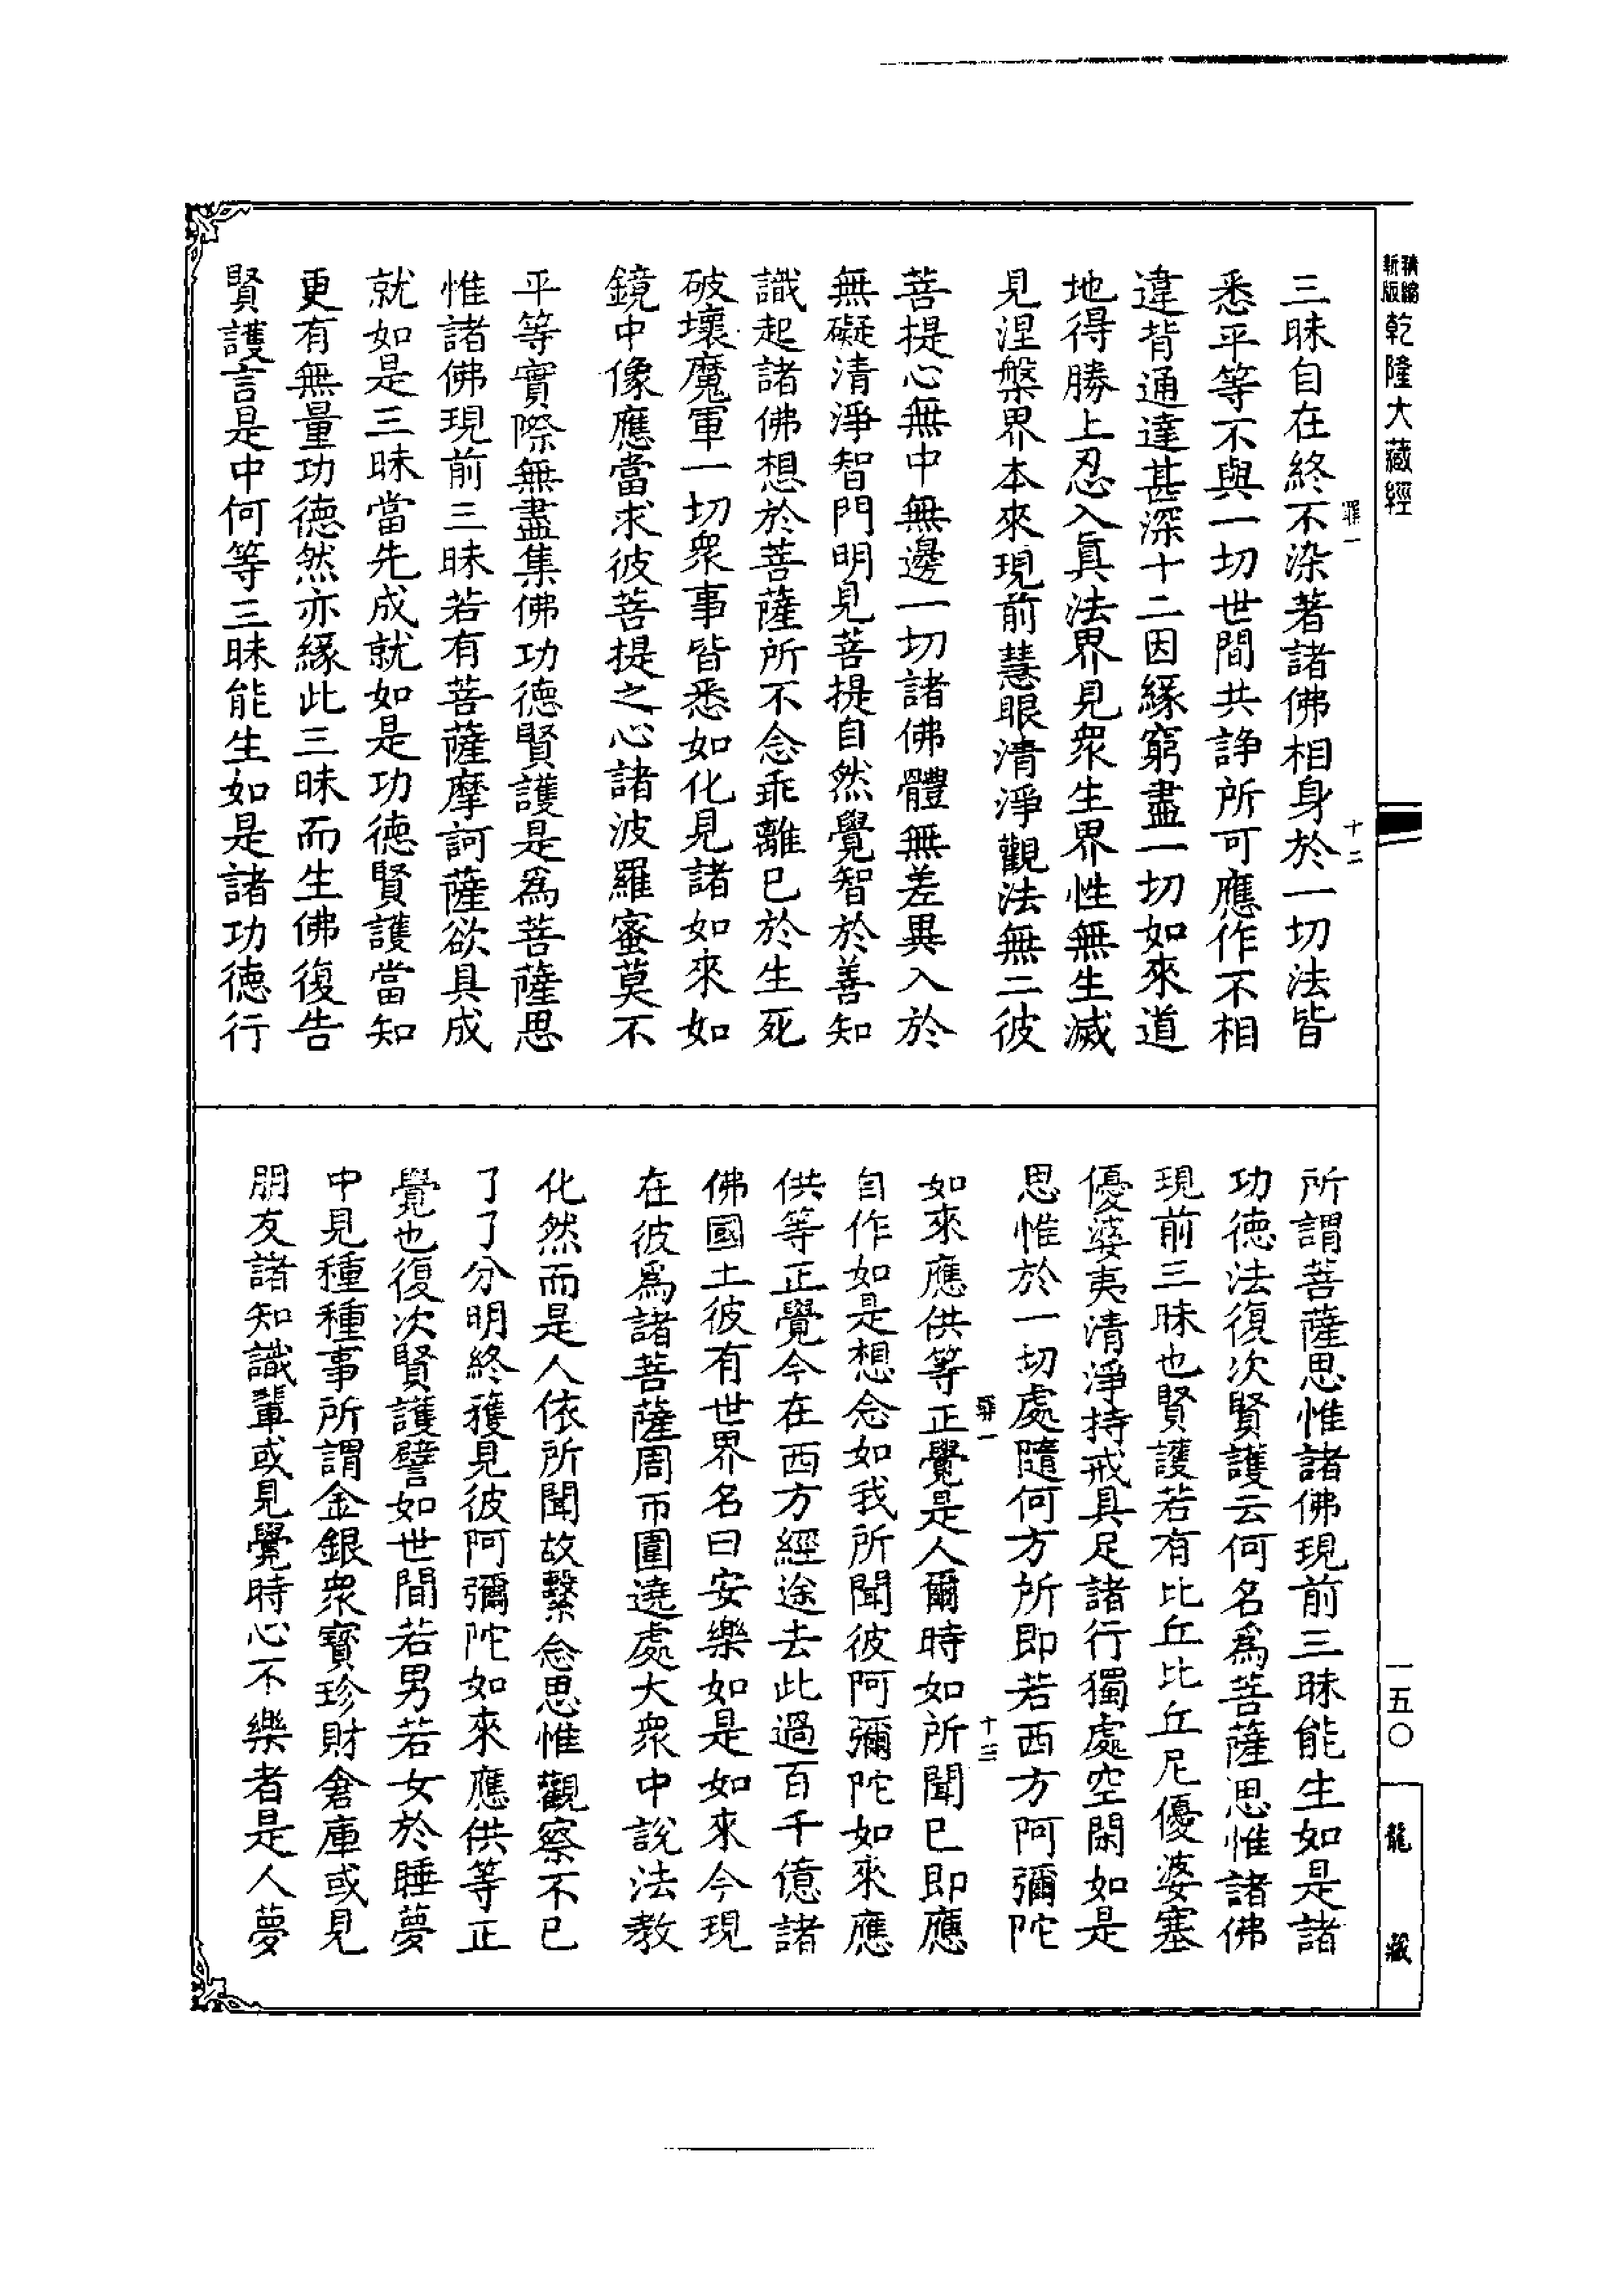 精編
新版
乾隆大藏經
罪一
十二
三昧自在終不染著諸佛相身於一切法皆
悉平等不與一切世間共諍所可應作不相
違背通達甚深十二因緣窮盡一切如來道
地得勝上忍入眞法界見衆生界性無生滅
見涅槃界本來現前慧眼清淨觀法無二彼
菩提心無中無邊一切諸佛體無差異入於
無礙清淨智門明見菩提自然覺智於善知
識起諸佛想於菩薩所不念乖離已於生死
破壞魔軍一切衆事皆悉如化見諸如來如
鏡中像應當求彼菩提之心諸波羅蜜莫不
平等實際無盡集佛功德賢護是爲菩薩思
惟諸佛現前三昧若有菩薩摩訶薩欲具成
就如是三昧當先成就如是功德賢護當知
更有無量功德然亦緣此三昧而生佛復告
賢護言是中何等三昧能生如是諸功德行
所謂菩薩思惟諸佛現前三昧能生如是諸
功德法復次賢護云何名爲菩薩思惟諸佛
現前三昧也賢護若有比丘比丘尼優婆塞
優婆夷清淨持戒具足諸行獨處空閑如是
思惟於一切處隨何方所即若西方阿彌陀
罪一
十三
如來應供等正覺是人爾時如所聞已即應
自作如是想念如我所聞彼阿彌陀如來應
供等正覺今在西方經途去此過百千億諸
佛國土彼有世界名曰安樂如是如來今現
在彼爲諸菩薩周帀圍遶處大衆中說法教
化然而是人依所聞故繫念思惟觀察不已
了了分明終獲見彼阿彌陀如來應供等正
覺也復次賢護譬如世間若男若女於睡夢
中見種種事所謂金銀衆寶珍財倉庫或見
朋友諸知識輩或見覺時心不樂者是人夢
一五〇
龍藏